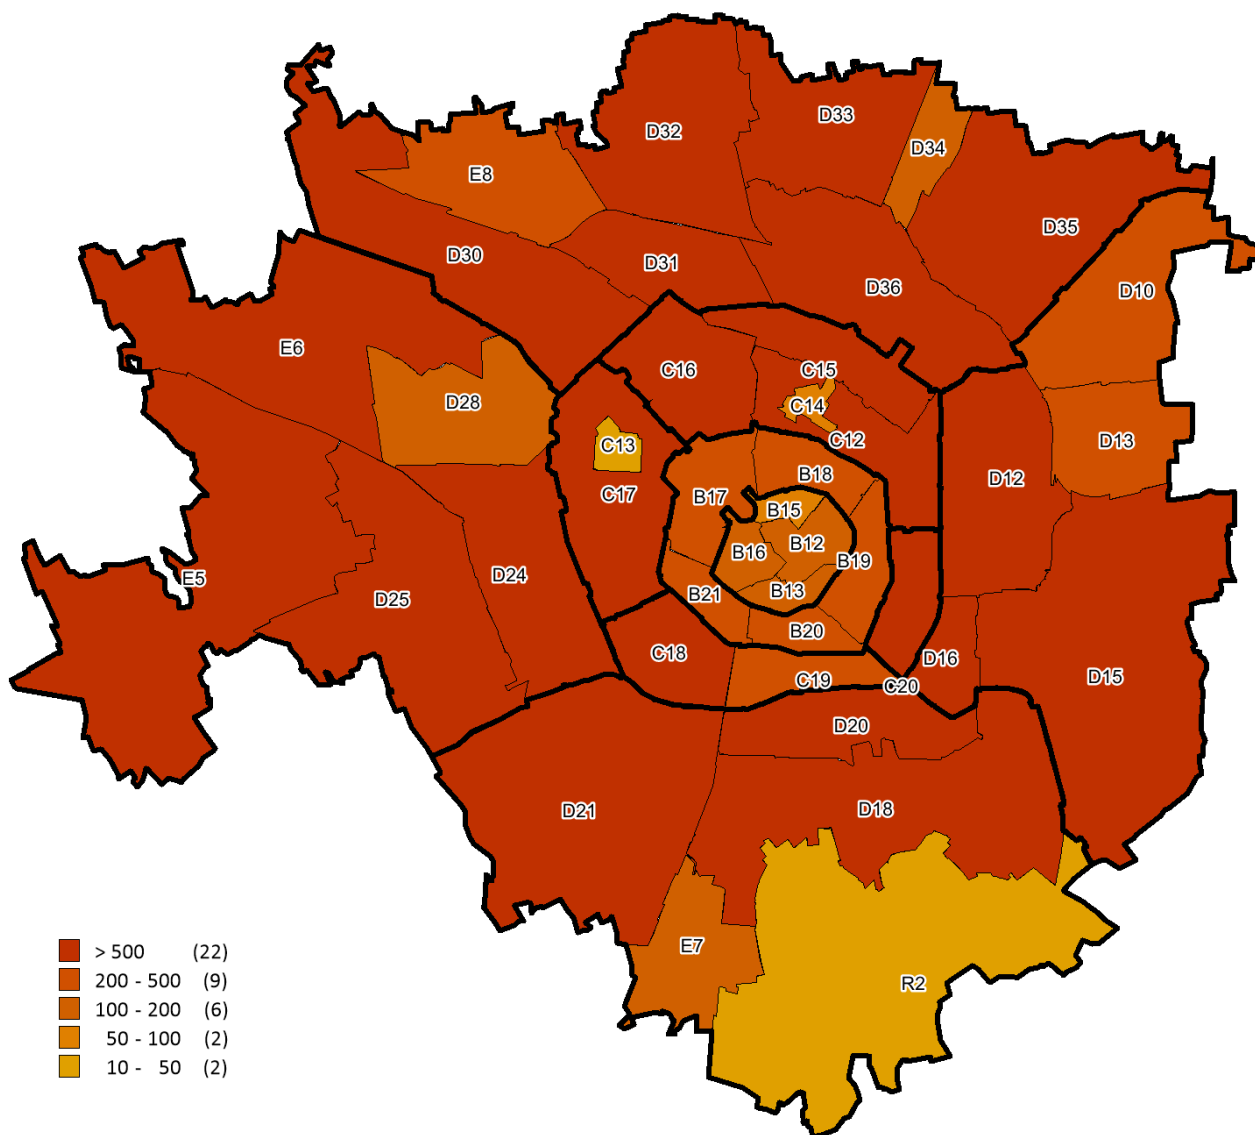 D32
D33
D34
E8
D35
D30
D31
D10
D36
E6
C16
C15
D28
C14
C12
D13
C13
D12
B18
C17
B17
B15
B12
B16
B19
E5
D24
B13
B21
D25
B20
C18
D16
C19
C20
D15
D20
D21
D18
E7
R2
> 500 (22)
200 - 500 (9)
100 - 200 (6)
50 - 100 (2)
10 - 50 (2)